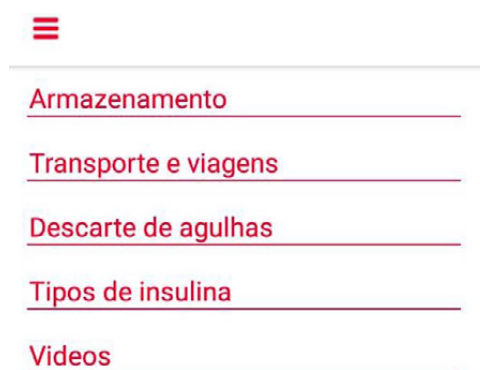 Armazenamento
Transporte e viagens
Descarte de agulhas
Tipos de insulina
Videos